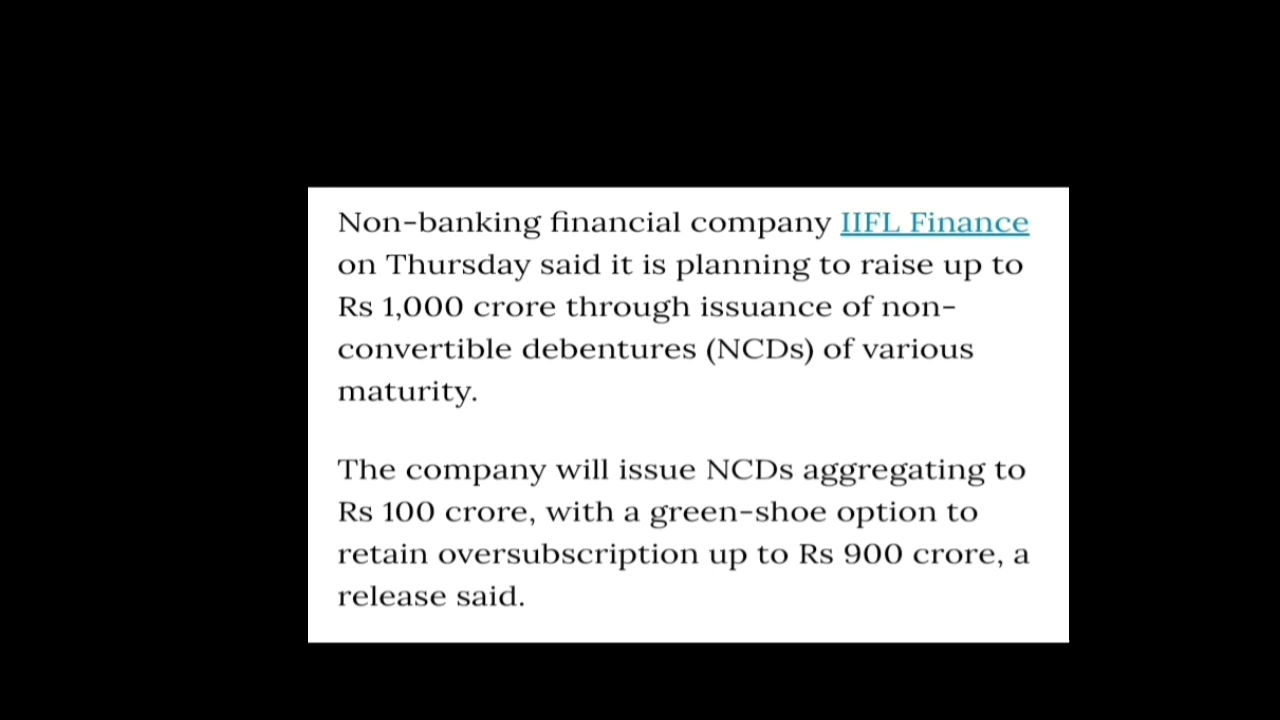 Non-banking financial company IIFL Finance
on Thursday said it is planning to raise up to
Rs 1,000 crore through issuance of non-
convertible debentures (NCDs) of various
maturity.
The company will issue NCDs aggregating to
Rs 100 crore, with a green-shoe option to
retain oversubscription up to Rs 900 crore, a
release said.